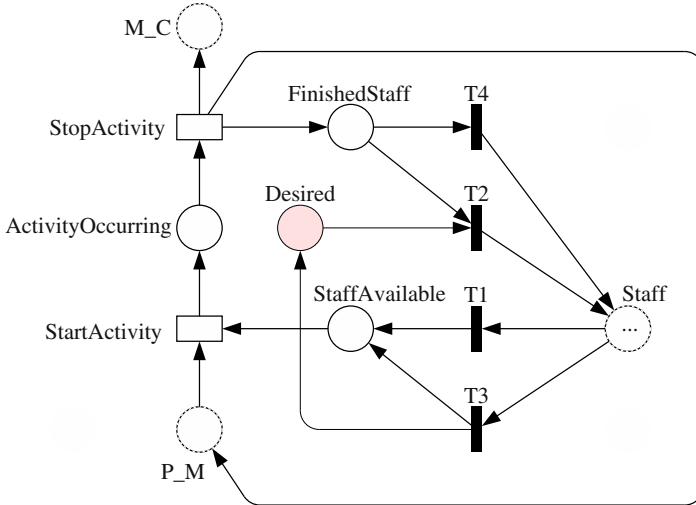 M_C
FinishedStaff
T4
StopActivity
Desired
T2
ActivityOccurring
StaffAvailable
T1
Staff
...
StartActivity
T3
P_M